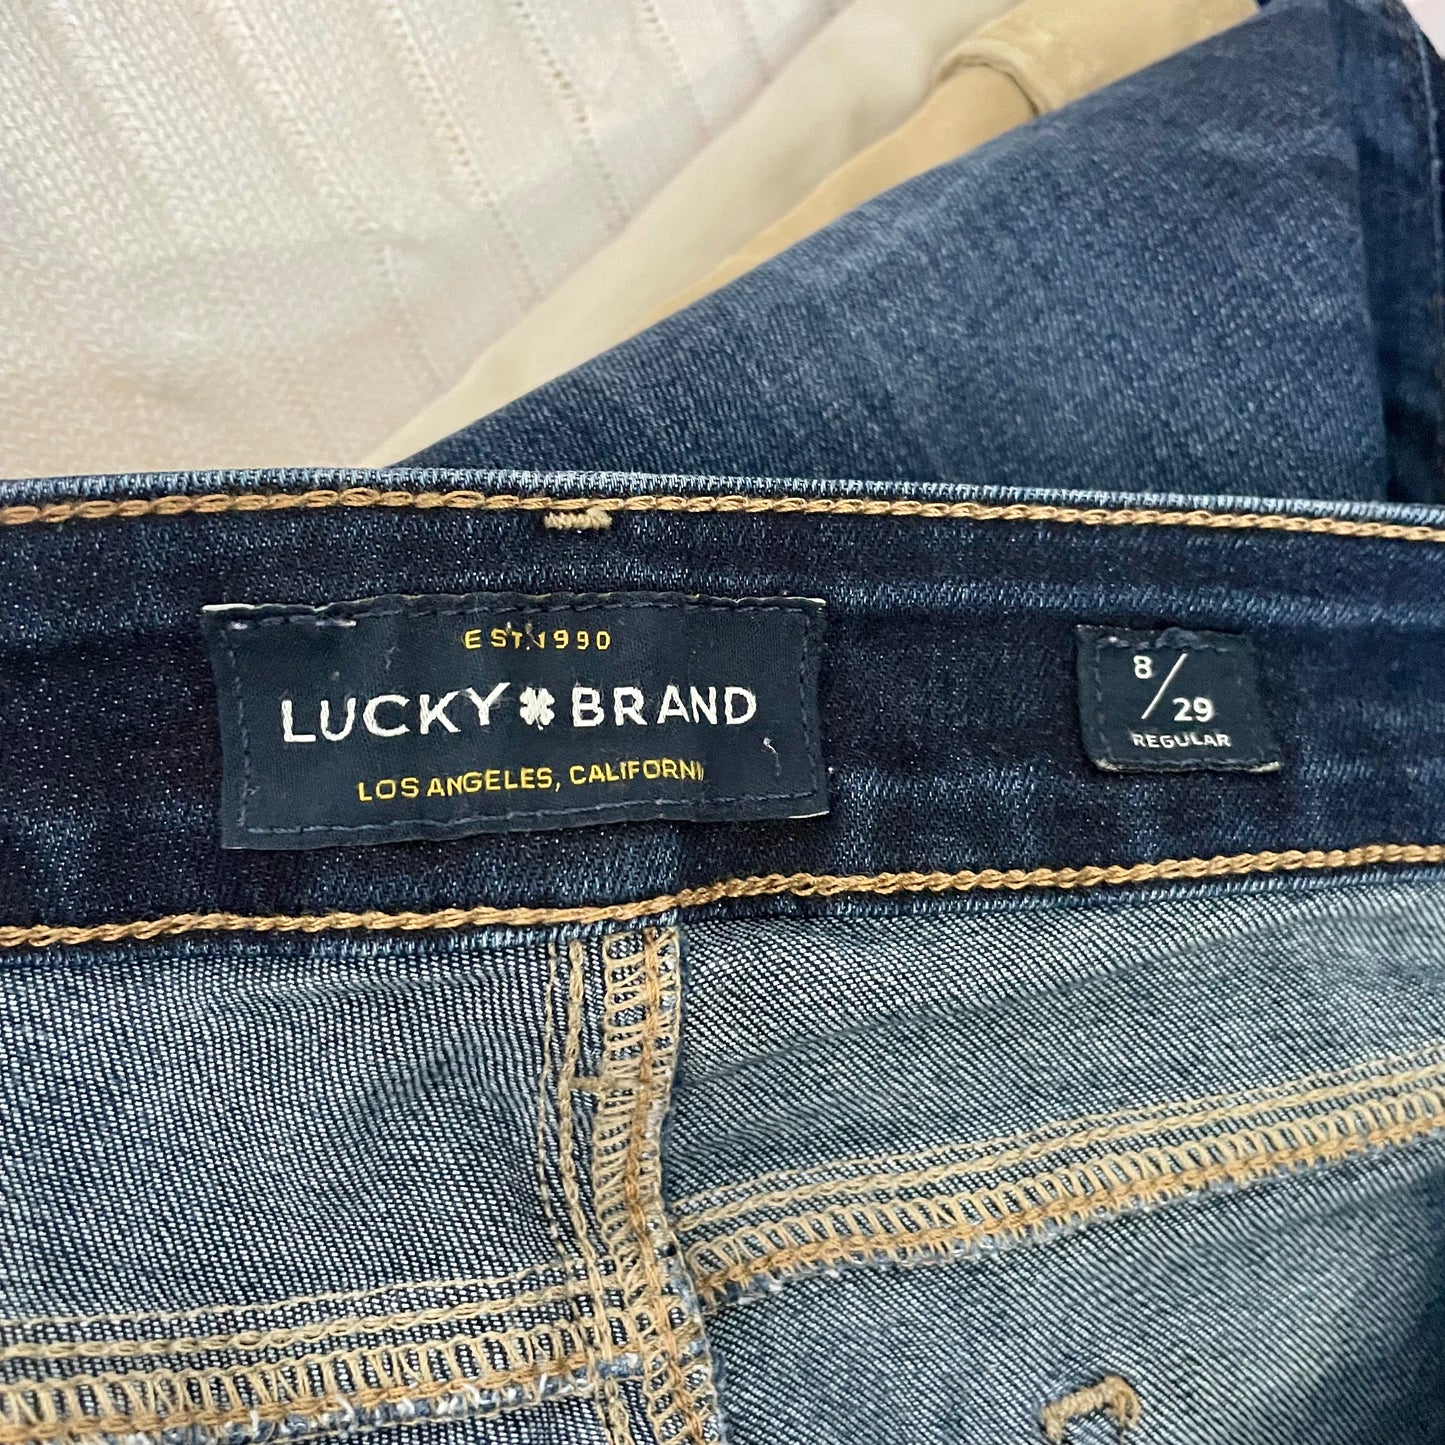 EST.1990
LUCKY BRAND
LOS ANGELES, CALIFORNI
8/29
REGULAR